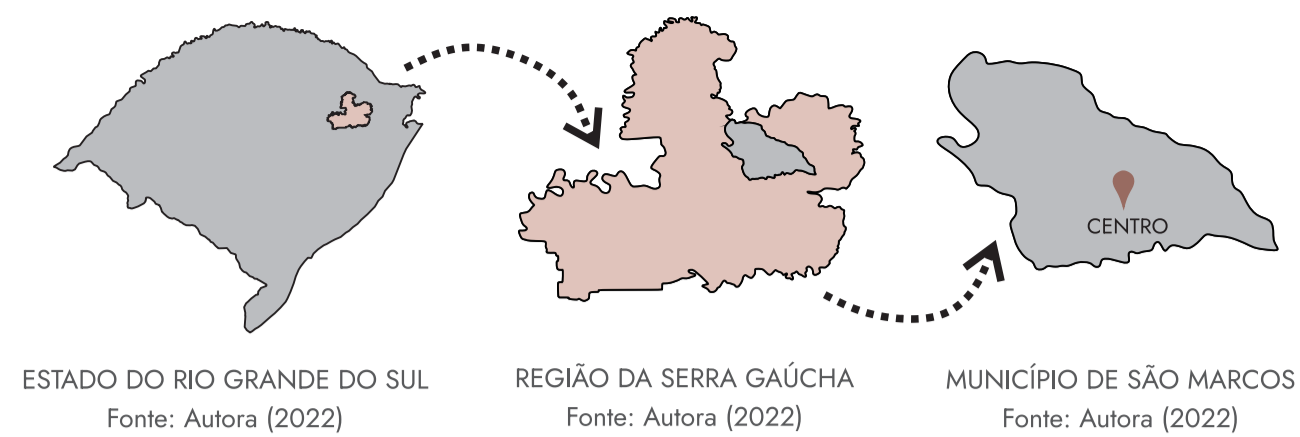 CENTRO
ESTADO DO RIO GRANDE DO SUL
Fonte: Autora (2022)
REGIÃO DA SERRA GAÚCHA
Fonte: Autora (2022)
MUNICÍPIO DE SÃO MARCOS
Fonte: Autora (2022)